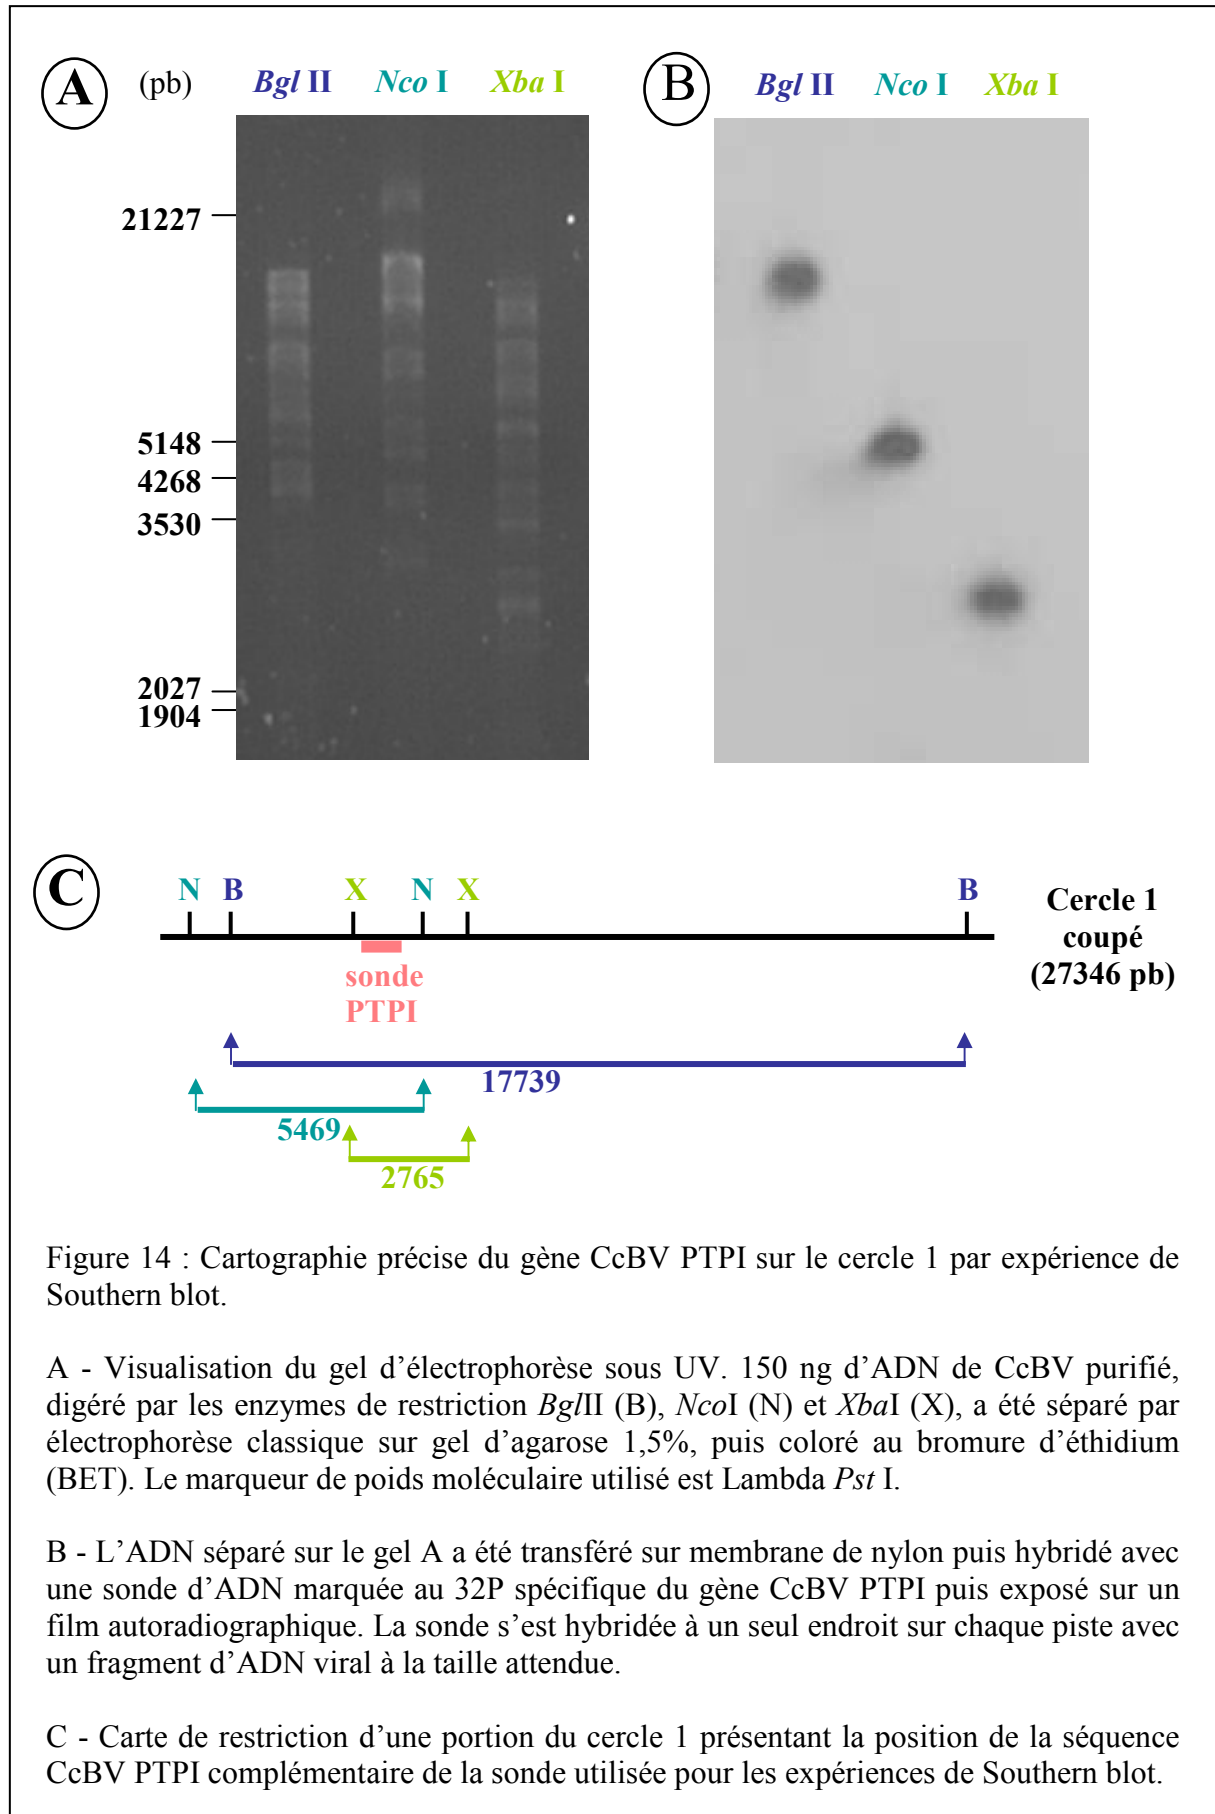 A (pb) Bgl II Nco I Xba I
B Bgl II Nco I Xba I
21227
5148
4268
3530
2027
1904
C
N B X N X B
Cercle 1
coupé
(27346 pb)
sonde
PTPI
17739
5469
2765
Figure 14 : Cartographie précise du gène CcBV PTPI sur le cercle 1 par expérience de
Southern blot.
A - Visualisation du gel d’électrophorèse sous UV. 150 ng d’ADN de CcBV purifié,
digéré par les enzymes de restriction BglII (B), NcoI (N) et XbaI (X), a été séparé par
électrophorèse classique sur gel d’agarose 1,5%, puis coloré au bromure d’éthidium
(BET). Le marqueur de poids moléculaire utilisé est Lambda Pst I.
B - L’ADN séparé sur le gel A a été transféré sur membrane de nylon puis hybridé avec
une sonde d’ADN marquée au 32P spécifique du gène CcBV PTPI puis exposé sur un
film autoradiographique. La sonde s’est hybridée à un seul endroit sur chaque piste avec
un fragment d’ADN viral à la taille attendue.
C - Carte de restriction d’une portion du cercle 1 présentant la position de la séquence
CcBV PTPI complémentaire de la sonde utilisée pour les expériences de Southern blot.